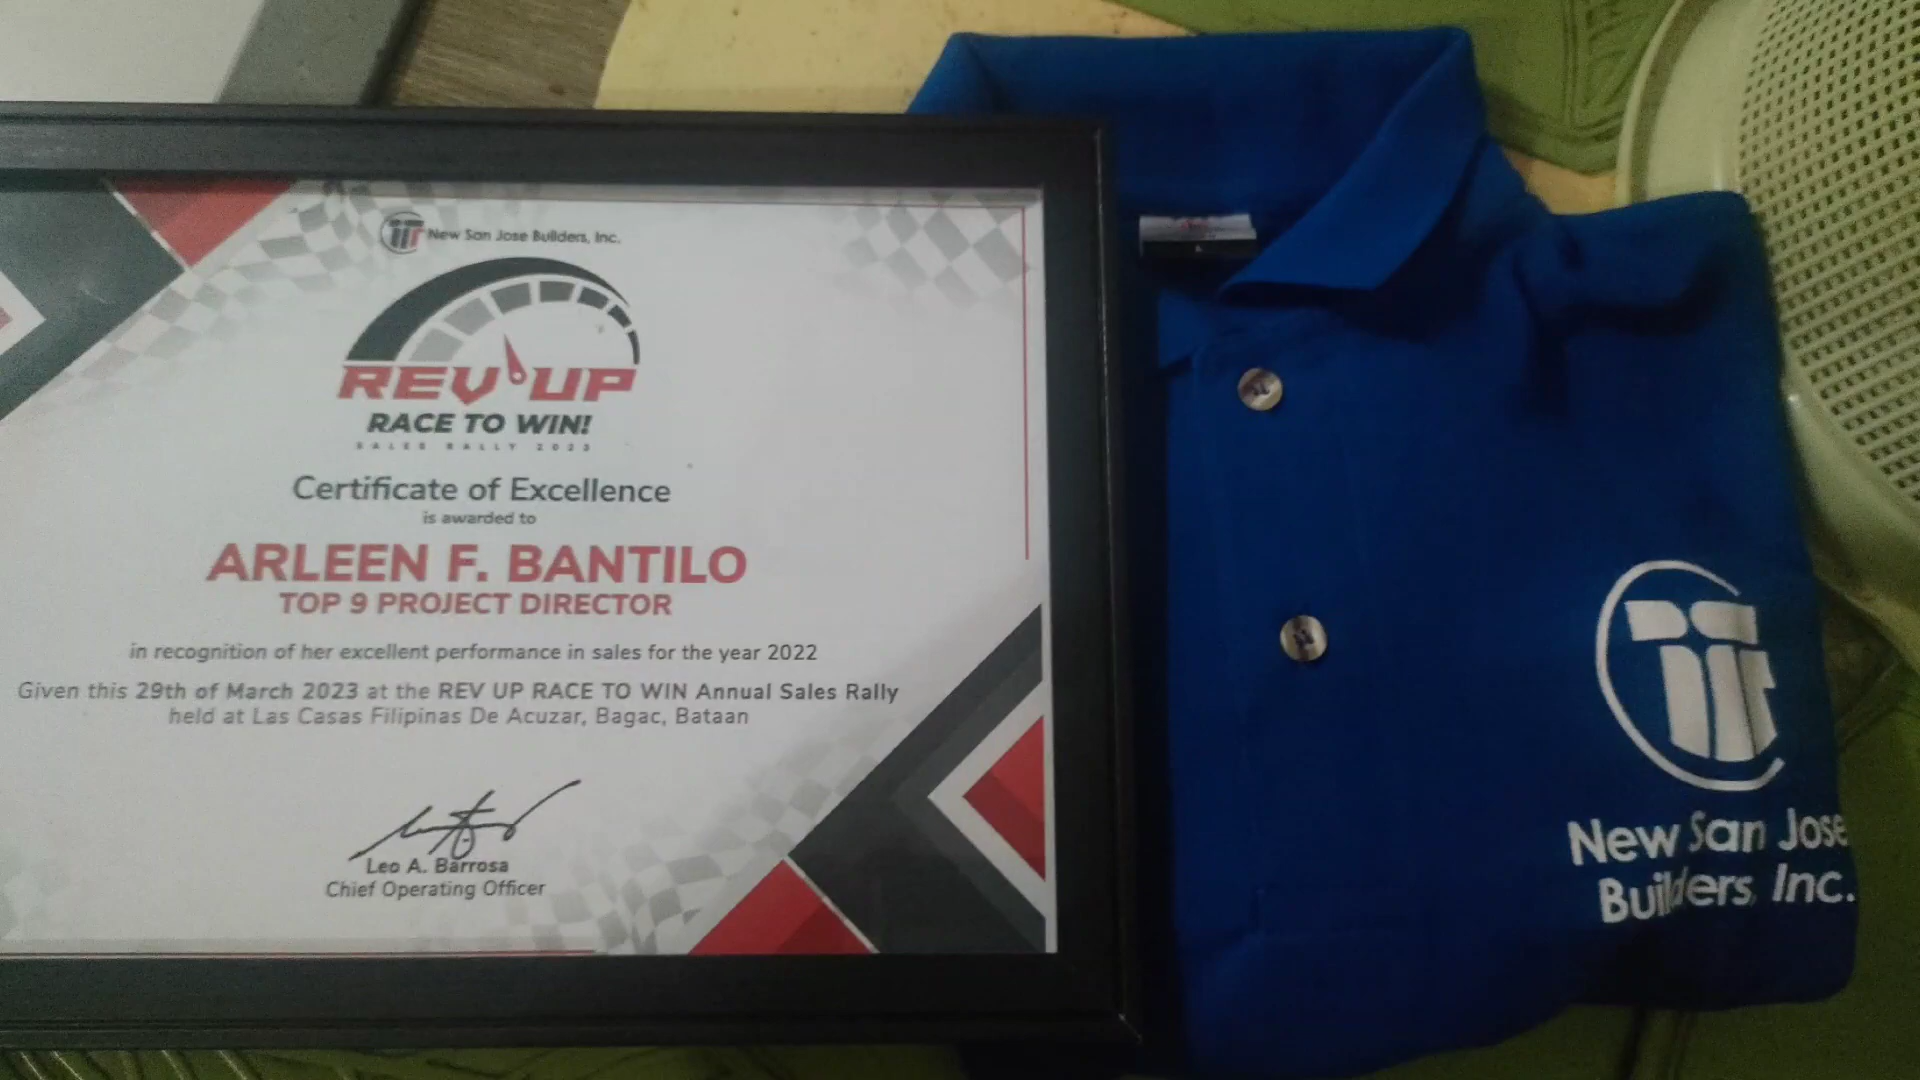 New San Jose Builders, Inc.
REV UP
RACE TO WIN!
SALES RALLY 2023
Certificate of Excellence
is awarded to
ARLEEN F. BANTILO
TOP 9 PROJECT DIRECTOR
in recognition of her excellent performance in sales for the year 2022
Given this 29th of March 2023 at the REV UP RACE TO WIN Annual Sales Rally
held at Las Casas Filipinas De Acuzar, Bagac, Bataan
Leo A. Barrosa
Chief Operating Officer
New San Jose
Builders, Inc.